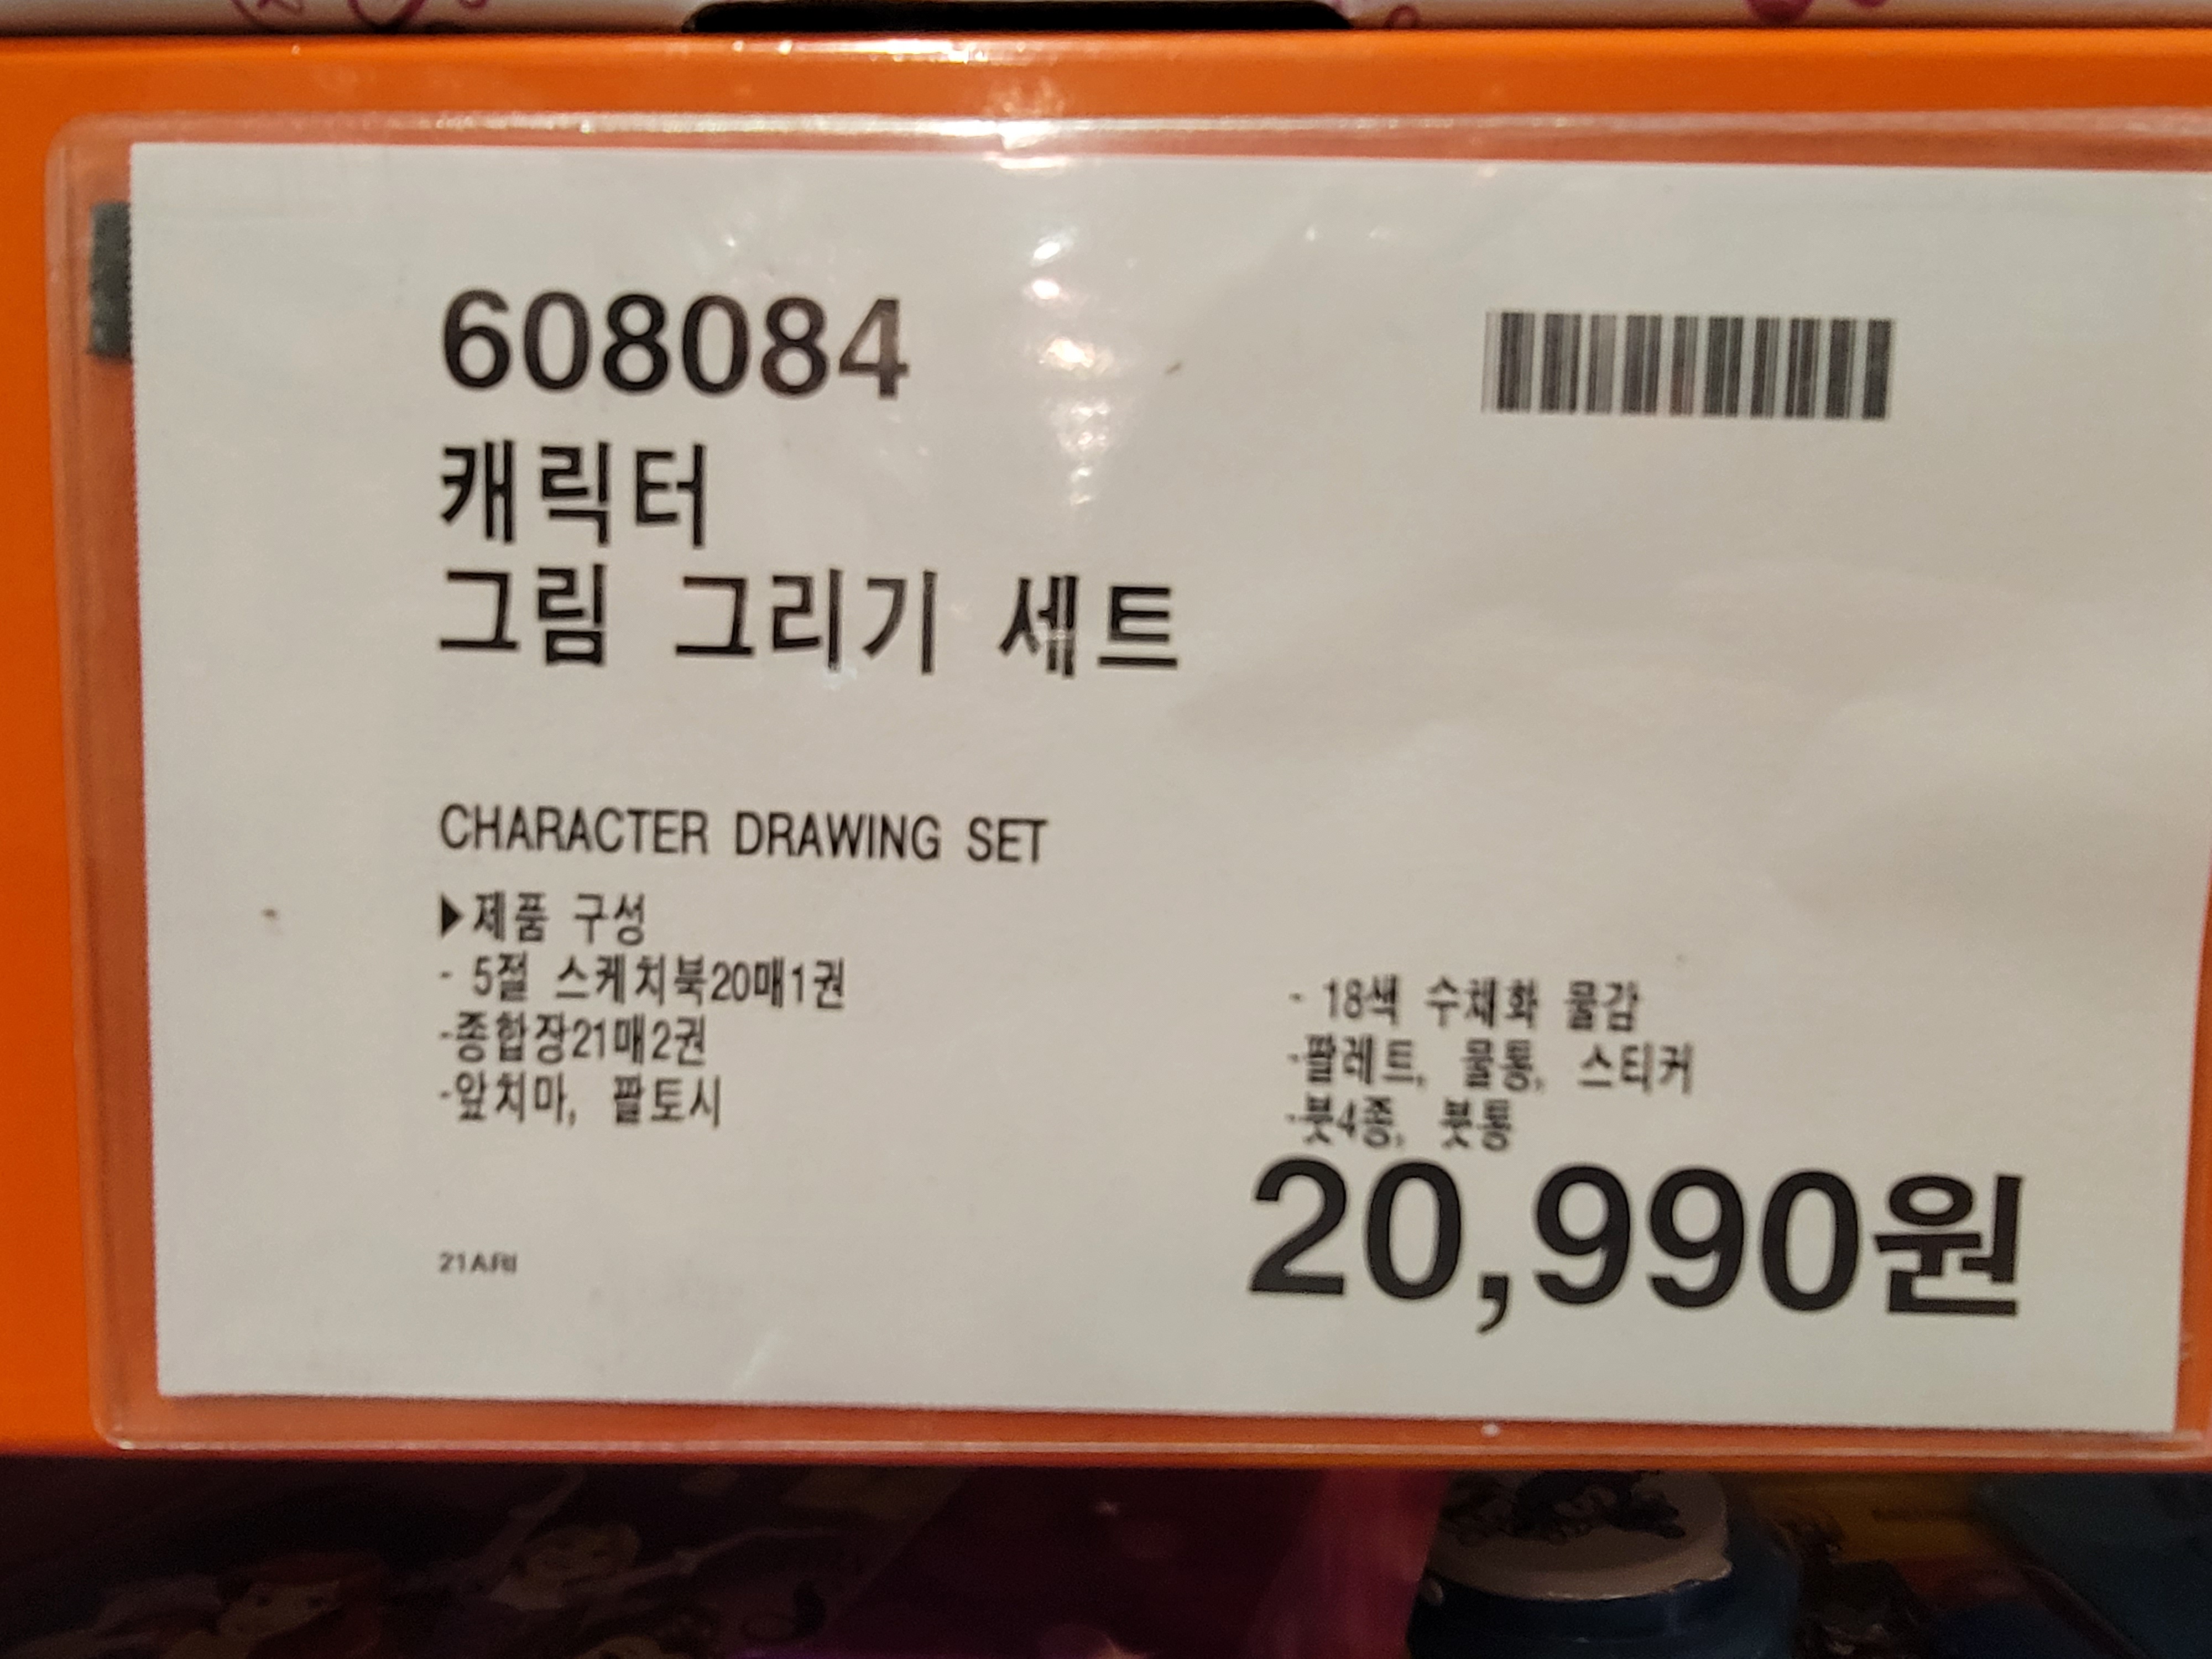 608084
캐릭터
그림 그리기 세트
CHARACTER DRAWING SET
▶제품 구성
- 5절 스케치북20매1권
-종합장21매2권
-앞치마, 팔토시
- 18색 수채화 물감
-팔레트, 물통, 스티커
-붓4종, 붓통
20,990원